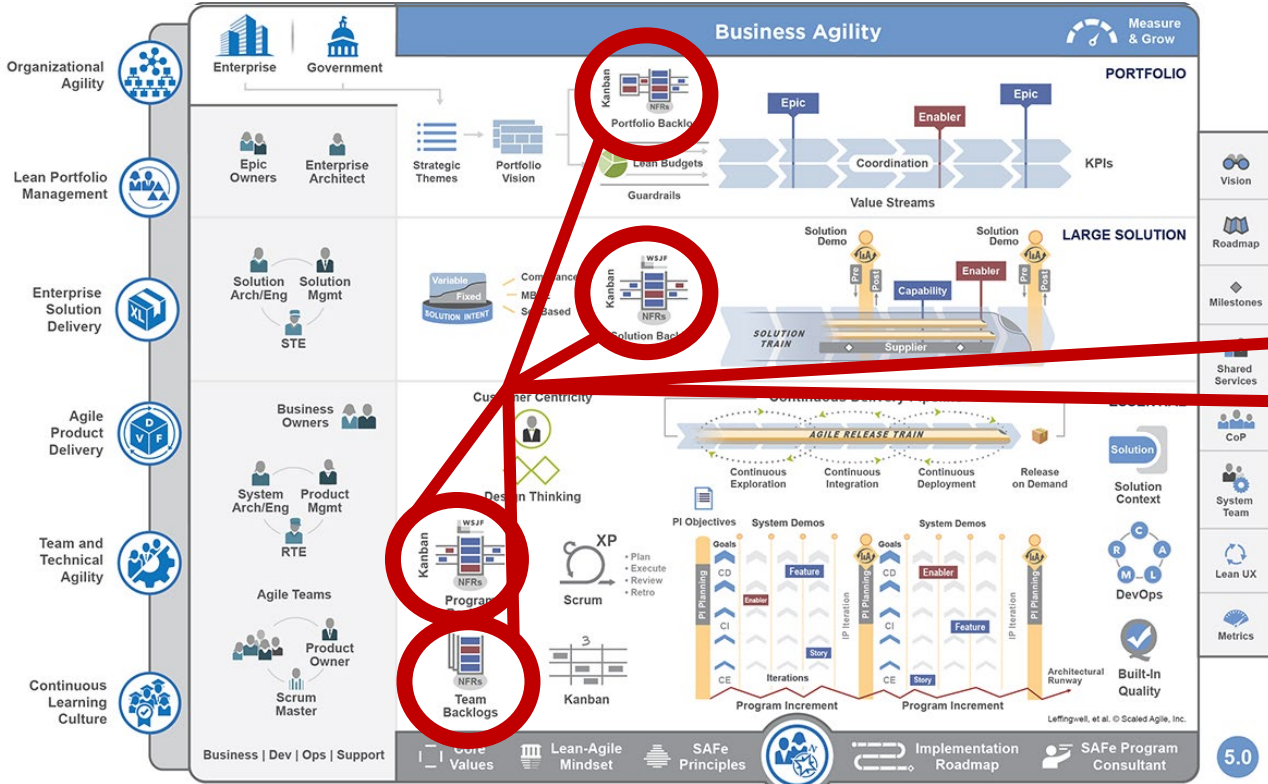 Business Agility
Measure
& Grow
Organizational
Agility
Lean Portfolio
Management
Enterprise
Solution
Delivery
Agile
Product
Delivery
Team and
Technical
Agility
Continuous
Learning
Culture
Enterprise
Government
PORTFOLIO
Epic
Owners
Enterprise
Architect
Strategic
Themes
Portfolio
Vision
Kanban
NFRs
Portfolio Backlo
Lean Budgets
Guardrails
Epic
Enabler
Epic
Coordination
KPIs
Value Streams
LARGE SOLUTION
Solution
Arch/Eng
Solution
Mgmt
STE
Variable
Fixed
SOLUTION INTENT
Kanban
WSJF
NFRs
Solution
Demo
I&A
Pre
Post
Capability
Enabler
Solution
Demo
I&A
Pre
Post
SOLUTION
TRAIN
Supplier
Business
Owners
System
Arch/Eng
Product
Mgmt
RTE
Agile Teams
Product
Owner
Scrum
Master
Business | Dev | Ops | Support
Design Thinking
Kanban
WSJF
NFRs
Program
NFRs
Team
Backlogs
XP
• Plan
• Execute
• Review
• Retro
Scrum
3
Kanban
AGILE RELEASE TRAIN
Continuous
Exploration
Continuous
Integration
Continuous
Deployment
Release
on Demand
PI Objectives
System Demos
System Demos
PI Planning
Goals
CD
CI
CE
Enabler
Feature
Story
Iterations
IP Iteration
I&A
PI Planning
Goals
CD
CI
CE
Enabler
Feature
Story
IP Iteration
I&A
PI Planning
Program Increment
Program Increment
Architectural
Runway
Solution
Solution
Context
C
A
L
M
R
DevOps
Built-In
Quality
Leffingwell, et al. © Scaled Agile, Inc.
Vision
Roadmap
Milestones
Shared
Services
CoP
System
Team
Lean UX
Metrics
Core
Values
Lean-Agile
Mindset
SAFe
Principles
Implementation
Roadmap
SAFe Program
Consultant
5.0
XL
D
V
F